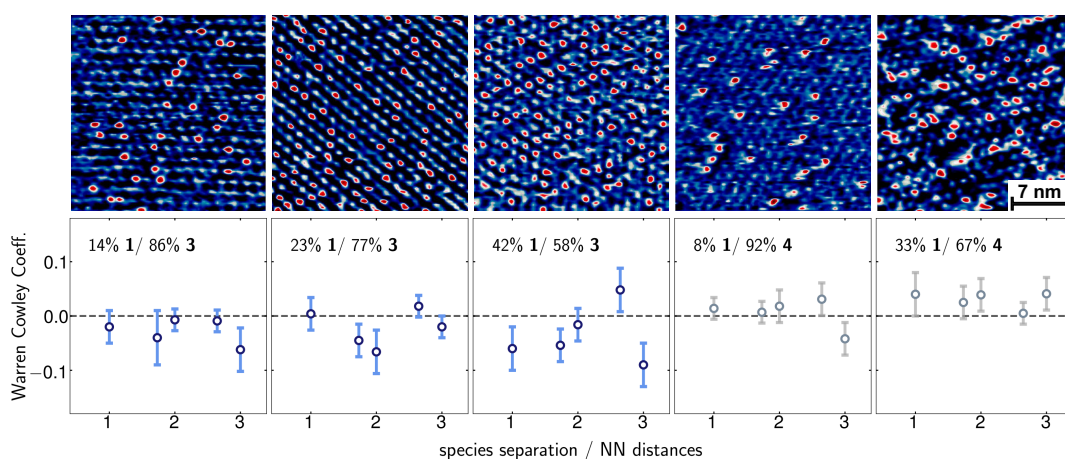 7 nm
Warren Cowley Coeff.
0.1
0.0
−0.1
14% 1/ 86% 3
23% 1/ 77% 3
42% 1/ 58% 3
8% 1/ 92% 4
33% 1/ 67% 4
1 2 3
1 2 3
1 2 3
1 2 3
1 2 3
species separation / NN distances